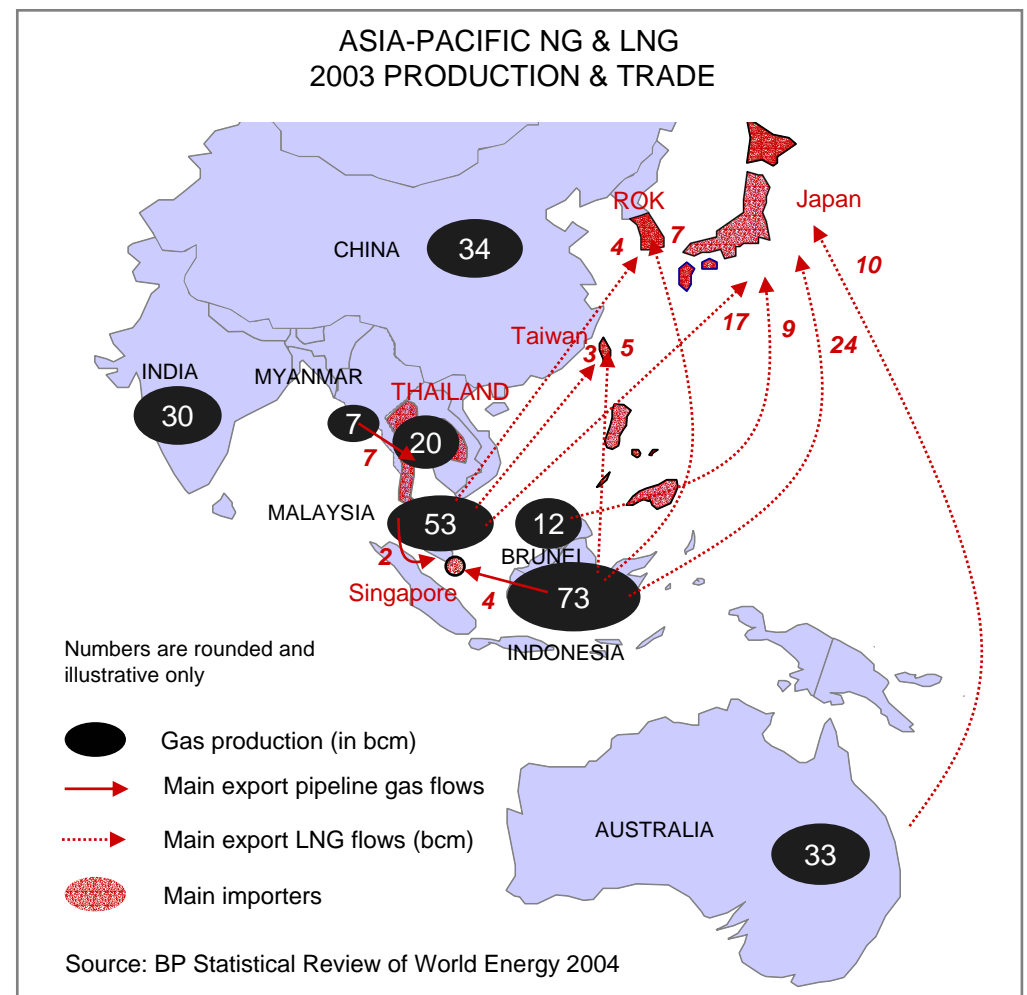 ASIA-PACIFIC NG & LNG
2003 PRODUCTION & TRADE
ROK
Japan
CHINA
34
4
7
10
17
9
24
Taiwan
3
5
INDIA
30
MYANMAR
7
7
THAILAND
20
MALAYSIA
53
12
BRUNEI
2
Singapore
4
73
INDONESIA
Numbers are rounded and
illustrative only
Gas production (in bcm)
Main export pipeline gas flows
Main export LNG flows (bcm)
Main importers
AUSTRALIA
33
Source: BP Statistical Review of World Energy 2004